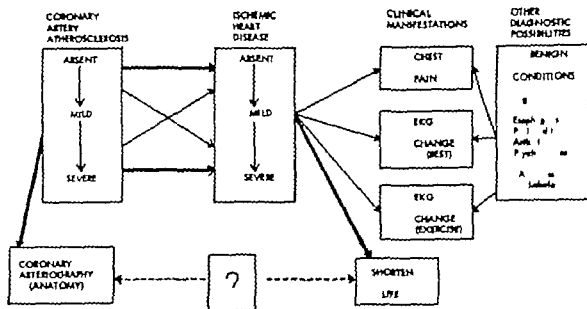 CORONARY
ARTERY
ATHEROSCLEROSIS
ABSENT
MILD
SEVERE
ISCHEMIC
HEART
DISEASE
ABSENT
MILD
SEVERE
CLINICAL
MANIFESTATIONS
CHEST
PAIN
EKG
CHANGE
(REST)
EKG
CHANGE
(EXERCISE)
OTHER
DIAGNOSTIC
POSSIBILITIES
BENIGN
CONDITIONS
CORONARY
ARTERIOGRAPHY
(ANATOMY)
?
SHORTEN
LIFE